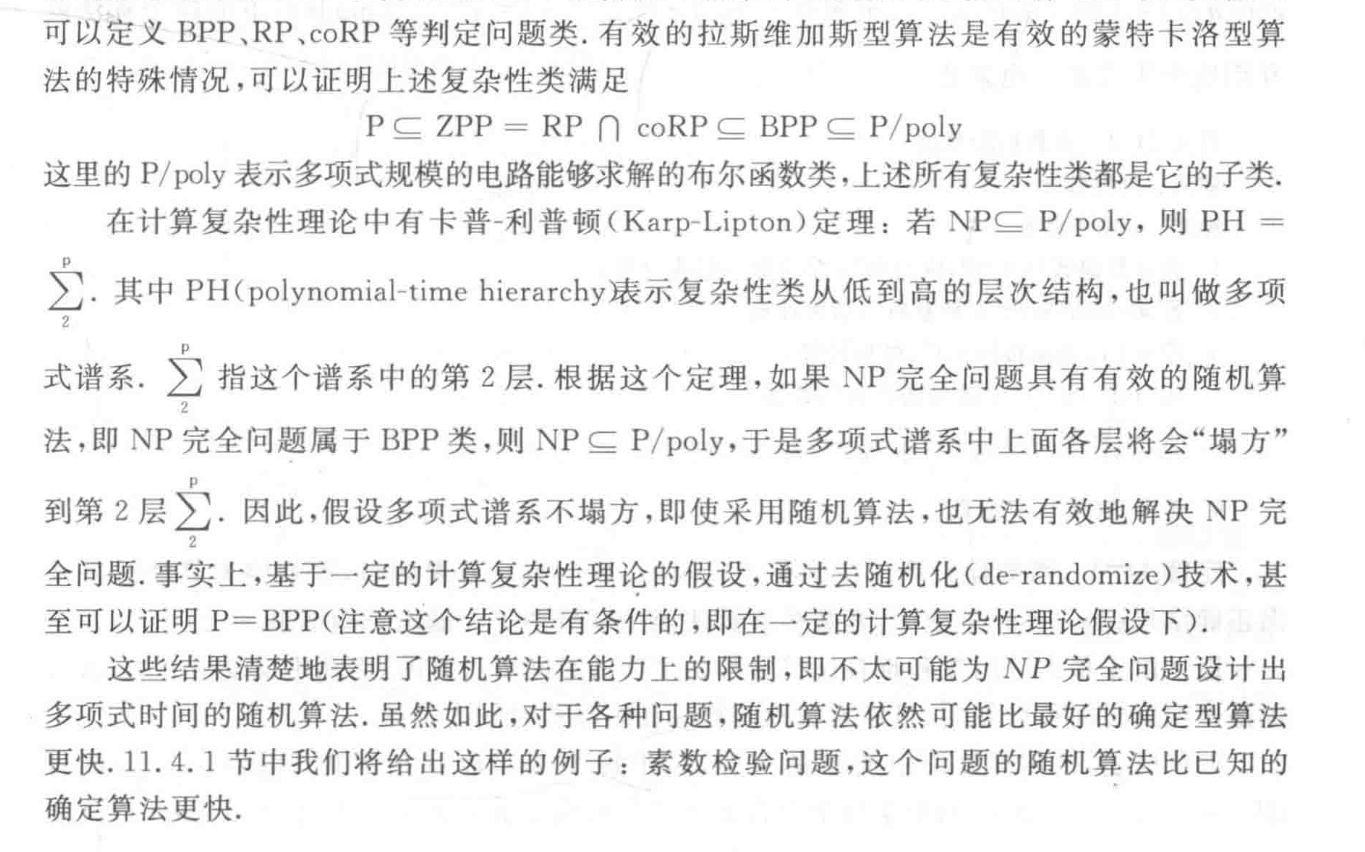 可以定义 BPP、RP、coRP 等判定问题类. 有效的拉斯维加斯型算法是有效的蒙特卡洛型算
法的特殊情况,可以证明上述复杂性类满足
P ⊆ ZPP = RP ∩ coRP ⊆ BPP ⊆ P/poly
这里的 P/poly 表示多项式规模的电路能够求解的布尔函数类,上述所有复杂性类都是它的子类.
在计算复杂性理论中有卡普-利普顿(Karp-Lipton)定理: 若 NP⊆ P/poly, 则 PH =
∑₂ᵖ. 其中 PH(polynomial-time hierarchy)表示复杂性类从低到高的层次结构,也叫做多项
式谱系. ∑₂ᵖ 指这个谱系中的第 2 层. 根据这个定理,如果 NP 完全问题具有有效的随机算
法,即 NP 完全问题属于 BPP 类,则 NP ⊆ P/poly,于是多项式谱系中上面各层将会“塌方”
到第 2 层 ∑₂ᵖ. 因此,假设多项式谱系不塌方,即使采用随机算法,也无法有效地解决 NP 完
全问题. 事实上,基于一定的计算复杂性理论的假设,通过去随机化(de-randomize)技术,甚
至可以证明 P=BPP(注意这个结论是有条件的,即在一定的计算复杂性理论假设下).
这些结果清楚地表明了随机算法在能力上的限制,即不太可能为 NP 完全问题设计出
多项式时间的随机算法. 虽然如此,对于各种问题,随机算法依然可能比最好的确定型算法
更快. 11.4.1 节中我们将给出这样的例子: 素数检验问题,这个问题的随机算法比已知的
确定算法更快.